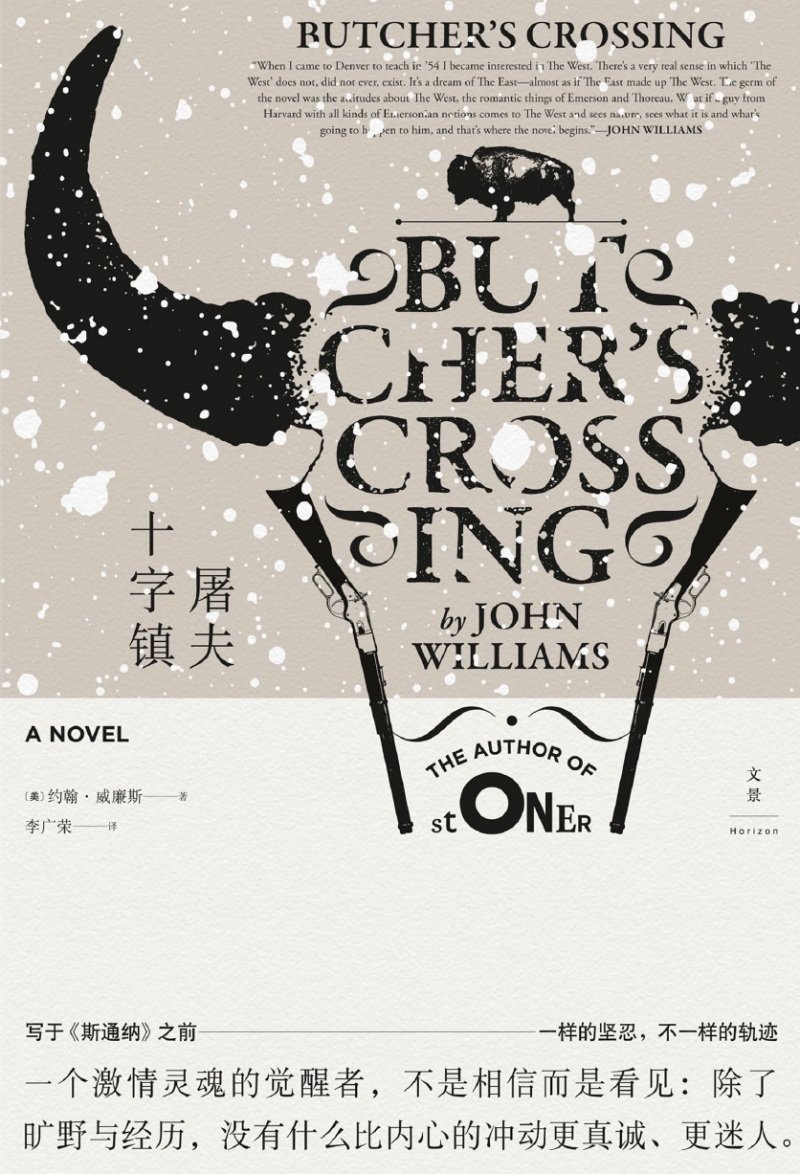 BUTCHER'S CROSSING
"When I came to Denver to teach in '54 I became interested in The West. There's a very real sense in which 'The
West' does not, did not ever, exist. It's a dream of The East—almost as if The East made up The West. The germ of
the novel was the attitudes about The West, the romantic things of Emerson and Thoreau. What if a guy from
Harvard with all kinds of Emersonian notions comes to The West and sees nature, sees what it is and what's
going to happen to him, and that's where the novel begins."—JOHN WILLIAMS
BUT
CHER'S
CROSS
ING
by JOHN
WILLIAMS
屠夫
十字镇
A NOVEL
THE AUTHOR OF
stONER
〔美〕约翰·威廉斯——著
李广荣——译
文景
Horizon
写于《斯通纳》之前——一样的坚忍，不一样的轨迹
一个激情灵魂的觉醒者，不是相信而是看见：除了
旷野与经历，没有什么比内心的冲动更真诚、更迷人。